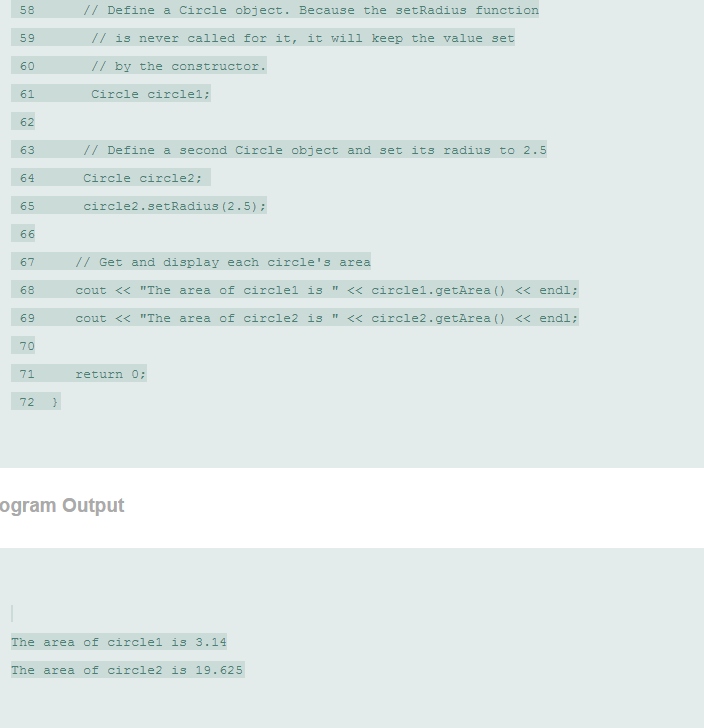 58      // Define a Circle object. Because the setRadius function
59       // is never called for it, it will keep the value set
60       // by the constructor.
61       Circle circle1;
62
63      // Define a second Circle object and set its radius to 2.5
64      Circle circle2;
65      circle2.setRadius(2.5);
66
67     // Get and display each circle's area
68     cout << "The area of circle1 is " << circle1.getArea() << endl;
69     cout << "The area of circle2 is " << circle2.getArea() << endl;
70
71     return 0;
72  }
ogram Output
The area of circle1 is 3.14
The area of circle2 is 19.625